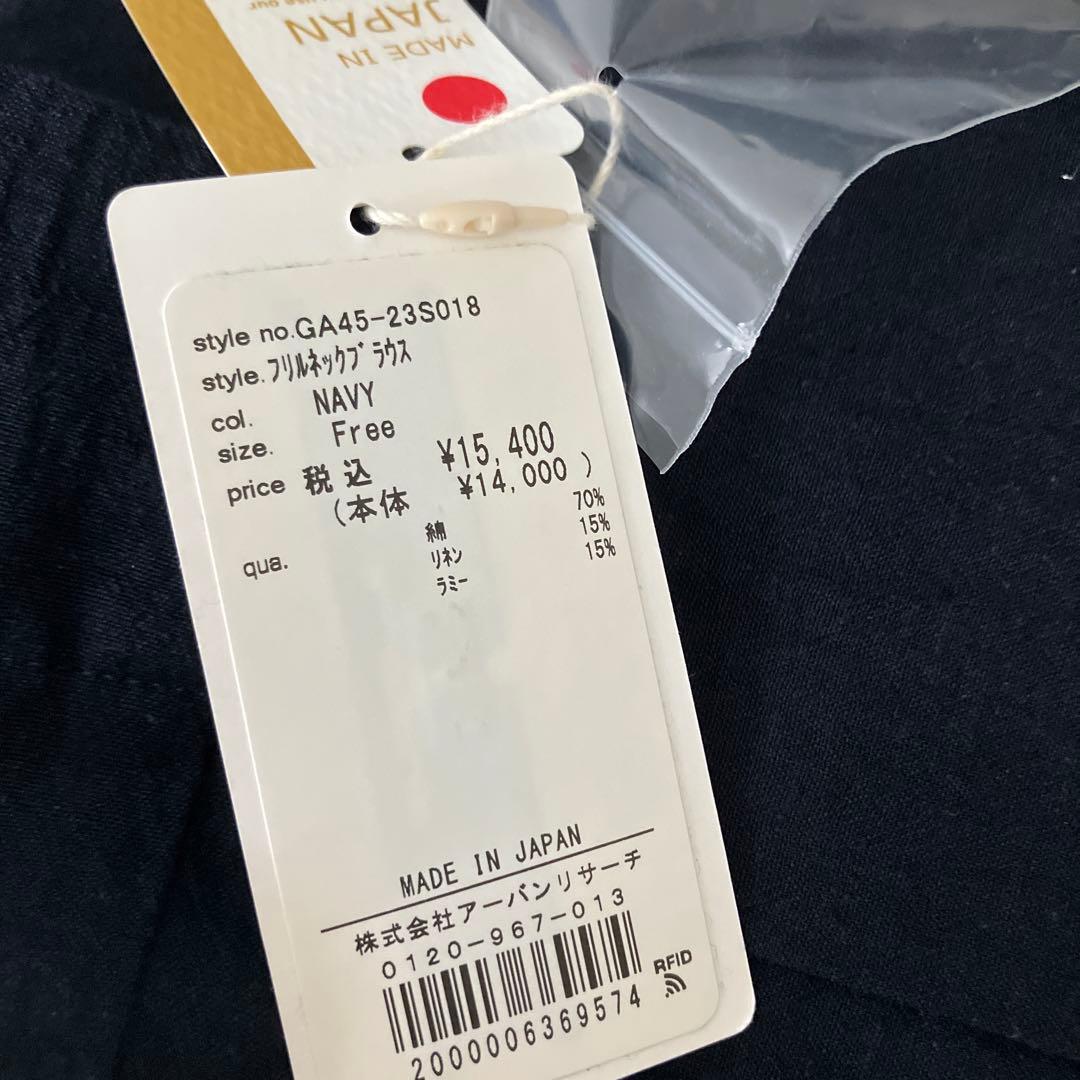 MADE IN
JAPAN
style no.GA45-23S018
style.フリルネックブラウス
col. NAVY
size. Free
price 税込 ¥15,400
(本体 ¥14,000 )
qua. 綿 70%
リネン 15%
ラミー 15%
MADE IN JAPAN
株式会社アーバンリサーチ
0120-967-013
RFID
2000006369574